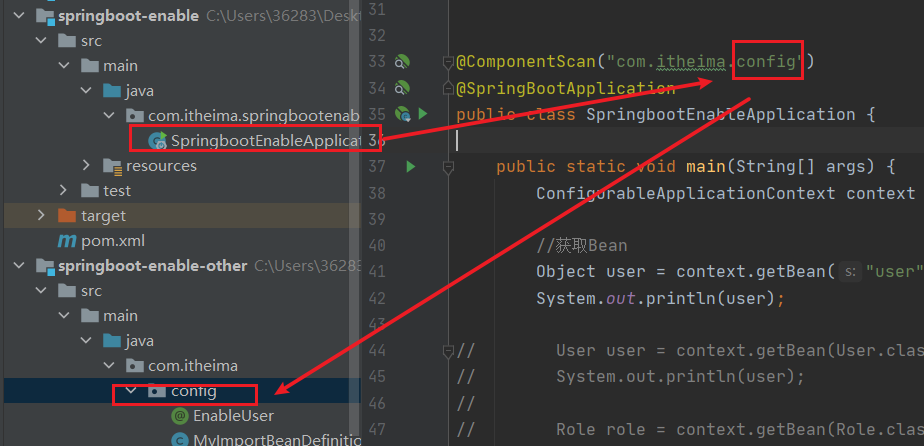 springboot-enable C:\Users\36283\Deskt
src
main
java
com.itheima.springbootenab
SpringbootEnableApplicat
resources
test
target
pom.xml
springboot-enable-other C:\Users\36283
src
main
java
com.itheima
config
EnableUser
MyImportBeanDefinition
31
32
33 @ComponentScan("com.itheima.config")
34 @SpringBootApplication
35 public class SpringbootEnableApplication {
36
37 public static void main(String[] args) {
38 ConfigurableApplicationContext context
39
40 //获取Bean
41 Object user = context.getBean( s: "user"
42 System.out.println(user);
43
44 // User user = context.getBean(User.clas
45 // System.out.println(user);
46 //
47 // Role role = context.getBean(Role.clas